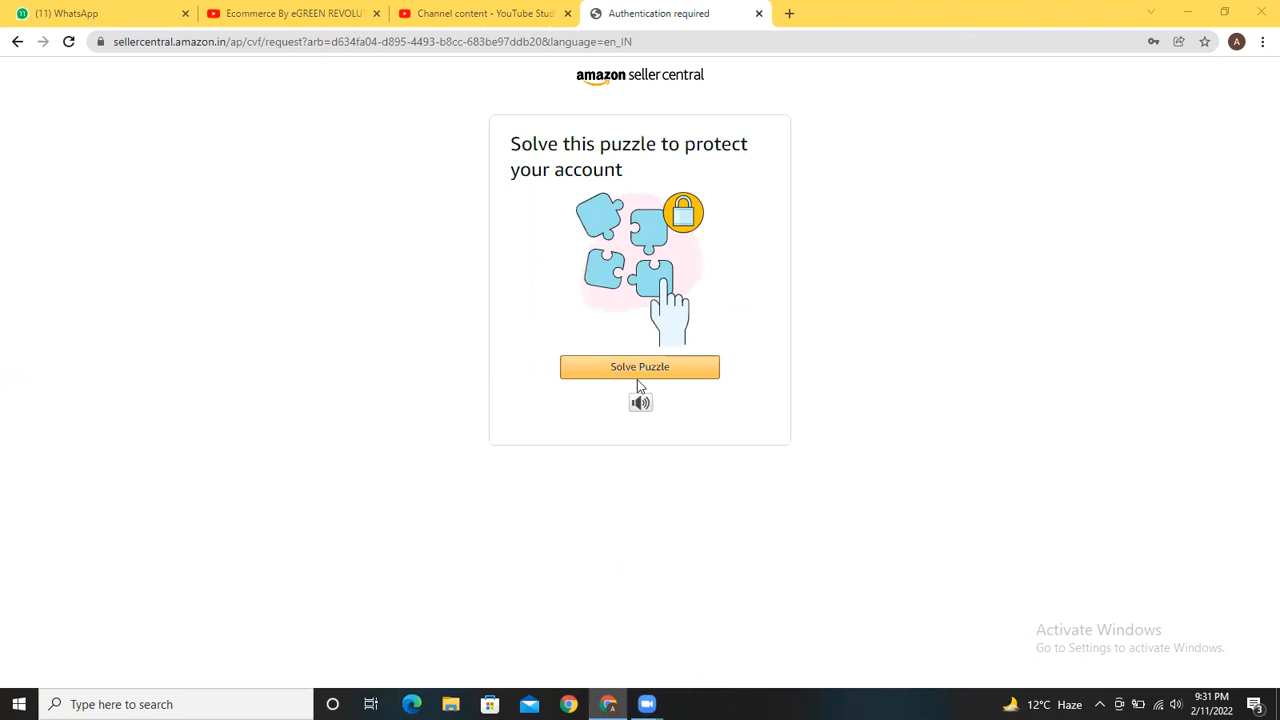 11
(11) WhatsApp
Ecommerce By eGREEN REVOLUT
Channel content - YouTube Stud
Authentication required
sellercentral.amazon.in/ap/cvf/request?arb=d634fa04-d895-4493-b8cc-683be97ddb20&language=en_IN
A
amazon seller central
Solve this puzzle to protect
your account
Solve Puzzle
Activate Windows
Go to Settings to activate Windows.
Type here to search
A
12°C Haze
9:31 PM
2/11/2022
3